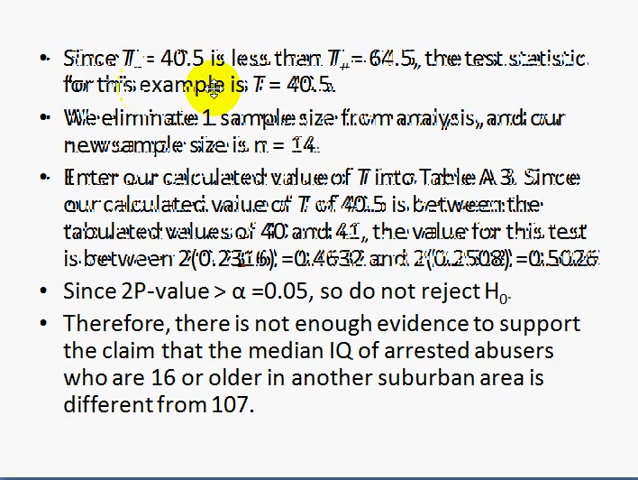 • Since T_ = 40.5 is less than T+ = 64.5, the test statistic
for this example is T = 40.5.
• We eliminate 1 sample size from analysis, and our
new sample size is n = 14.
• Enter our calculated value of T into Table A.3. Since
our calculated value of T of 40.5 is between the
tabulated values of 40 and 41, the value for this test
is between 2(0.2316) =0.4632 and 2(0.2508) =0.5026
• Since 2P-value > α =0.05, so do not reject H₀.
• Therefore, there is not enough evidence to support
the claim that the median IQ of arrested abusers
who are 16 or older in another suburban area is
different from 107.